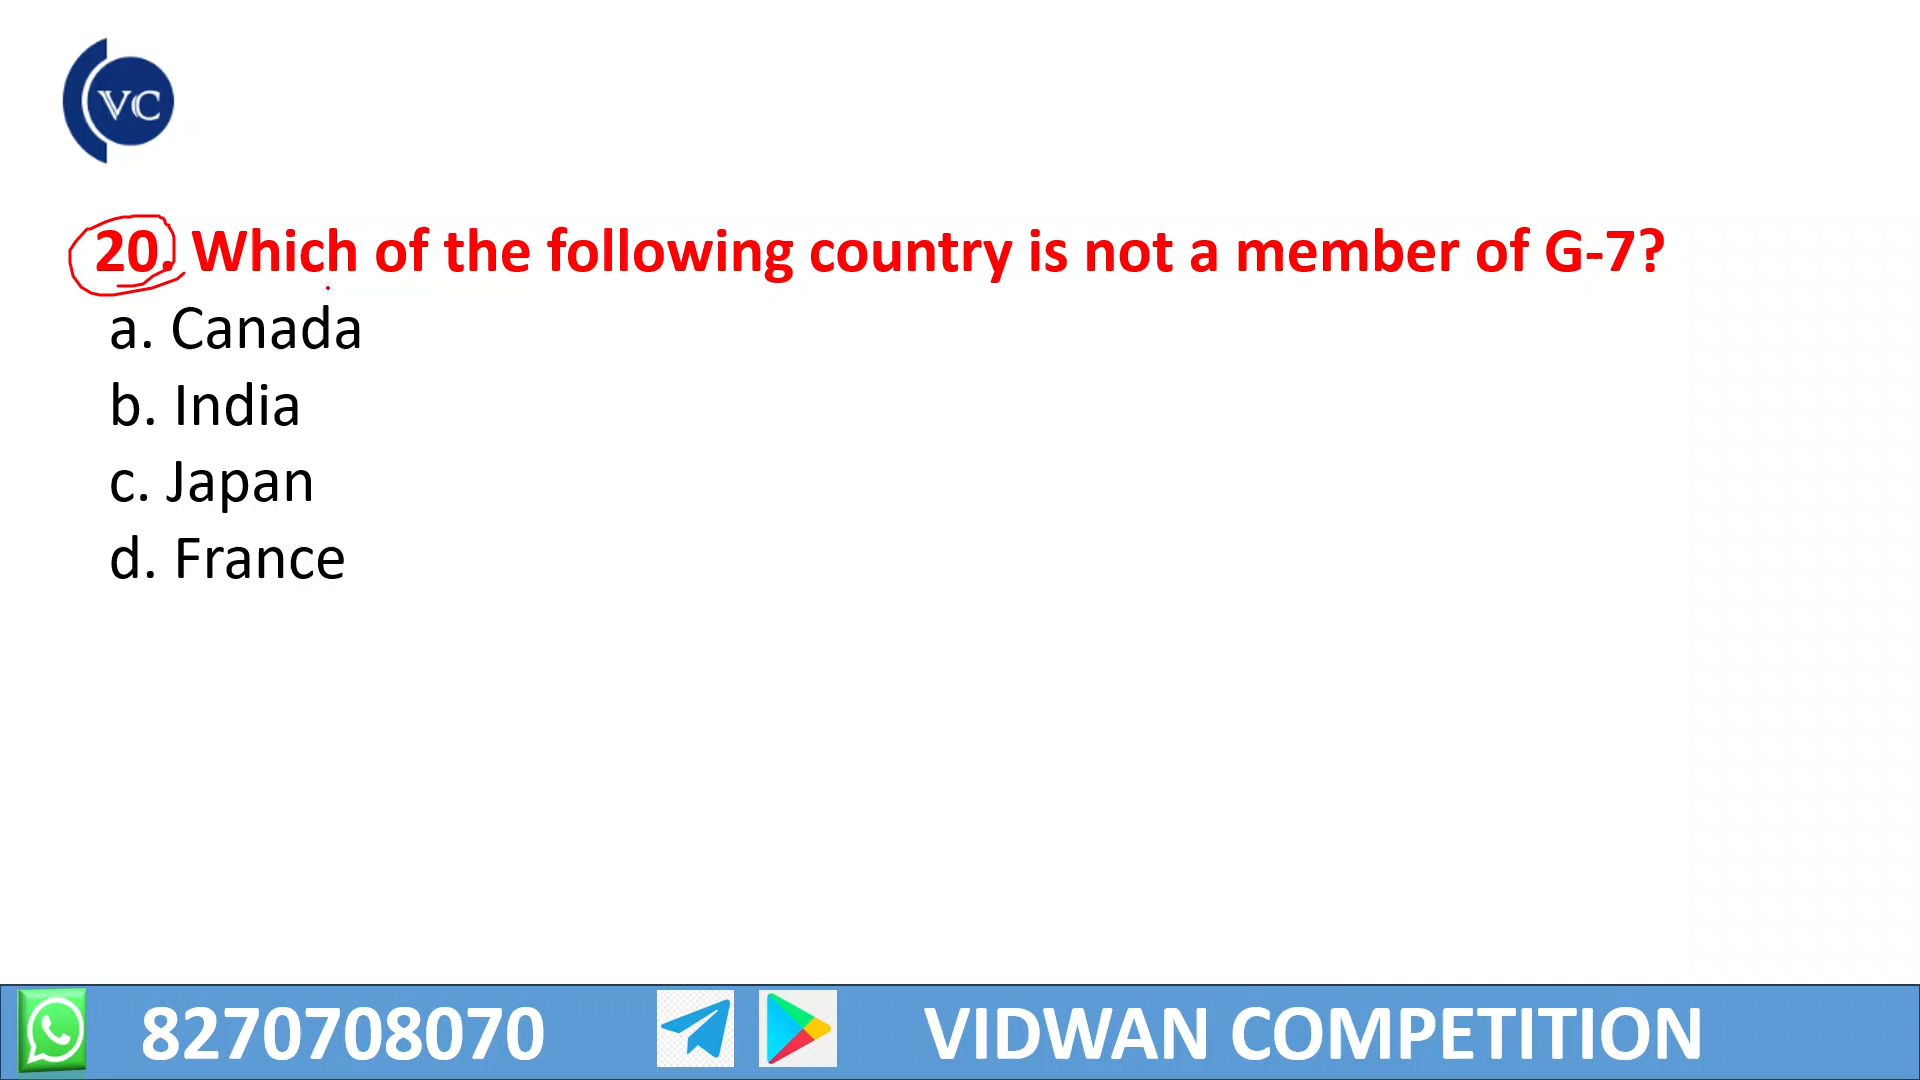 VC
20. Which of the following country is not a member of G-7?
a. Canada
b. India
c. Japan
d. France
8270708070 VIDWAN COMPETITION